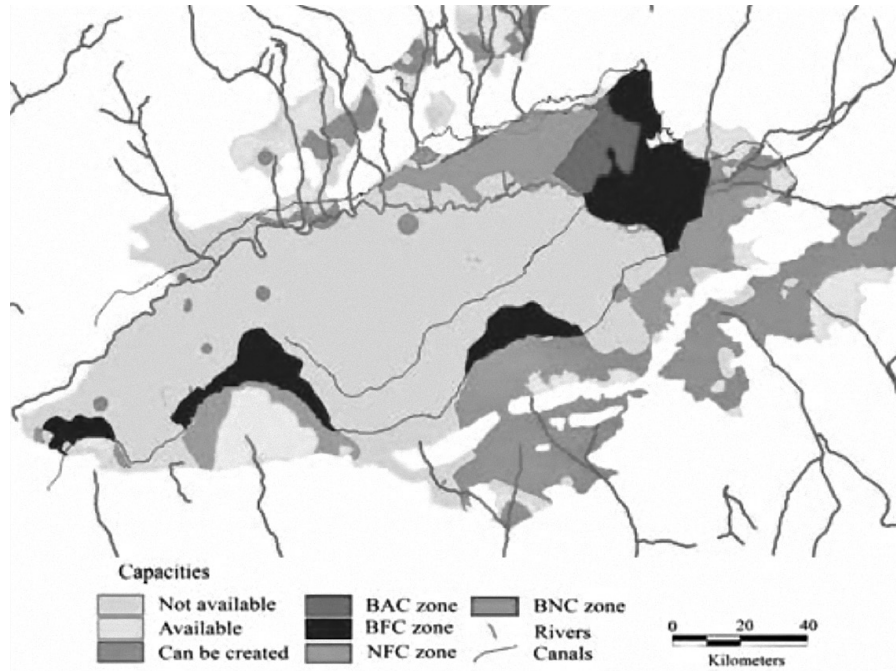 Capacities
Not available
Available
Can be created
BAC zone
BFC zone
NFC zone
BNC zone
Rivers
Canals
0 20 40
Kilometers